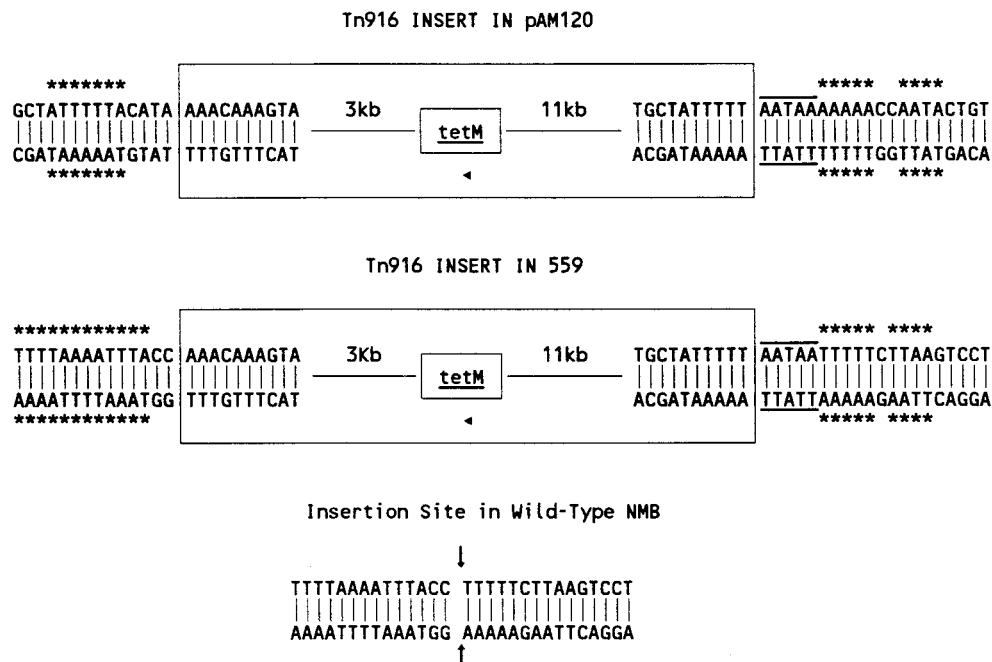 Tn916 INSERT IN pAM120
******* ***** ****
GCTATTTTTACATA AAACAAAGTA 3kb tetM 11kb TGCTATTTTT AATAAAAAAACCAATACTGT
CGATAAAAATGTAT TTTGTTTCAT ACGATAAAAA TTATTTTTTTGGTTATGACA
******* ***** ****
Tn916 INSERT IN 559
************ ***** ****
TTTTAAAATTTACC AAACAAAGTA 3Kb tetM 11kb TGCTATTTTT AATAATTTTTCTTAAGTCCT
AAAATTTTAAATGG TTTGTTTCAT ACGATAAAAA TTATTAAAAAGAATTCAGGA
************ ***** ****
Insertion Site in Wild-Type NMB
TTTTAAAATTTACC TTTTTCTTAAGTCCT
AAAATTTTAAATGG AAAAAGAATTCAGGA